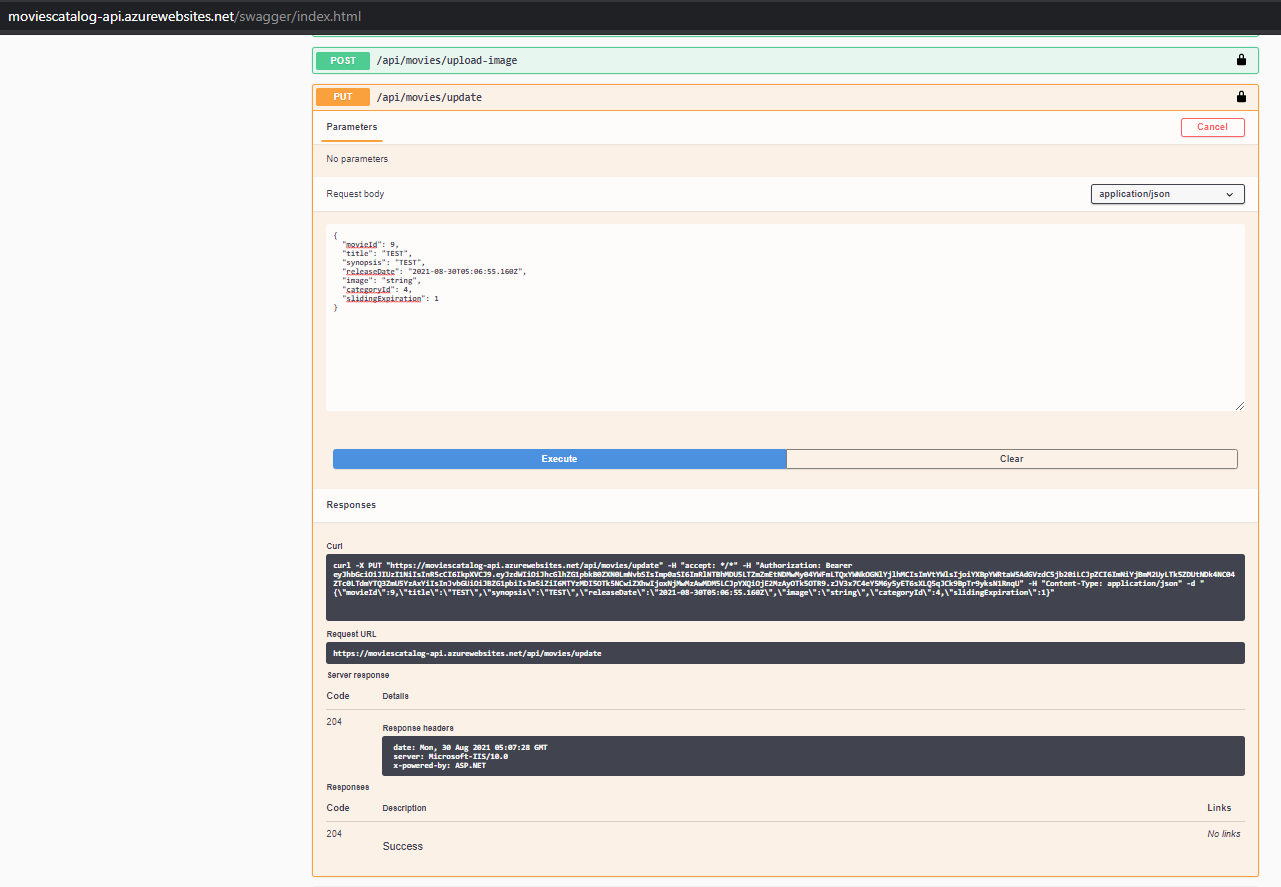 moviescatalog-api.azurewebsites.net/swagger/index.html
POST /api/movies/upload-image
PUT /api/movies/update
Parameters
Cancel
No parameters
Request body
application/json
{
"movieId": 9,
"title": "TEST",
"synopsis": "TEST",
"releaseDate": "2021-08-30T05:06:55.160Z",
"image": "string",
"categoryId": 4,
"slidingExpiration": 1
}
Execute
Clear
Responses
Curl
curl -X PUT "https://moviescatalog-api.azurewebsites.net/api/movies/update" -H "accept: */*" -H "Authorization: Bearer
-H "Content-Type: application/json" -d "
{\"movieId\":9,\"title\":\"TEST\",\"synopsis\":\"TEST\",\"releaseDate\":\"2021-08-30T05:06:55.160Z\",\"image\":\"string\",\"categoryId\":4,\"slidingExpiration\":1}"
Request URL
https://moviescatalog-api.azurewebsites.net/api/movies/update
Server response
Code Details
204
Response headers
date: Mon, 30 Aug 2021 05:07:28 GMT
server: Microsoft-IIS/10.0
x-powered-by: ASP.NET
Responses
Code Description Links
204 No links
Success